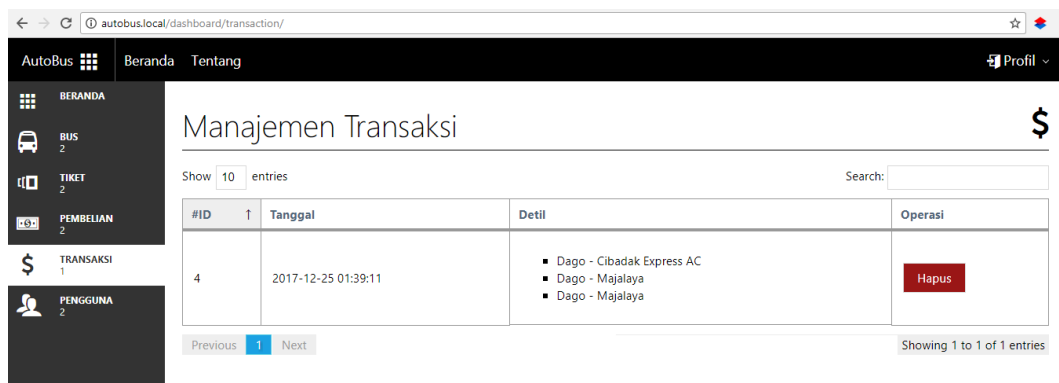 autobus.local/dashboard/transaction/
AutoBus Beranda Tentang Profil
BERANDA
BUS
2
TIKET
2
PEMBELIAN
2
TRANSAKSI
1
PENGGUNA
2
Manajemen Transaksi
Show 10 entries Search:
#ID ↑ Tanggal Detil Operasi
4 2017-12-25 01:39:11
Dago - Cibadak Express AC
Dago - Majalaya
Dago - Majalaya
Hapus
Previous 1 Next Showing 1 to 1 of 1 entries